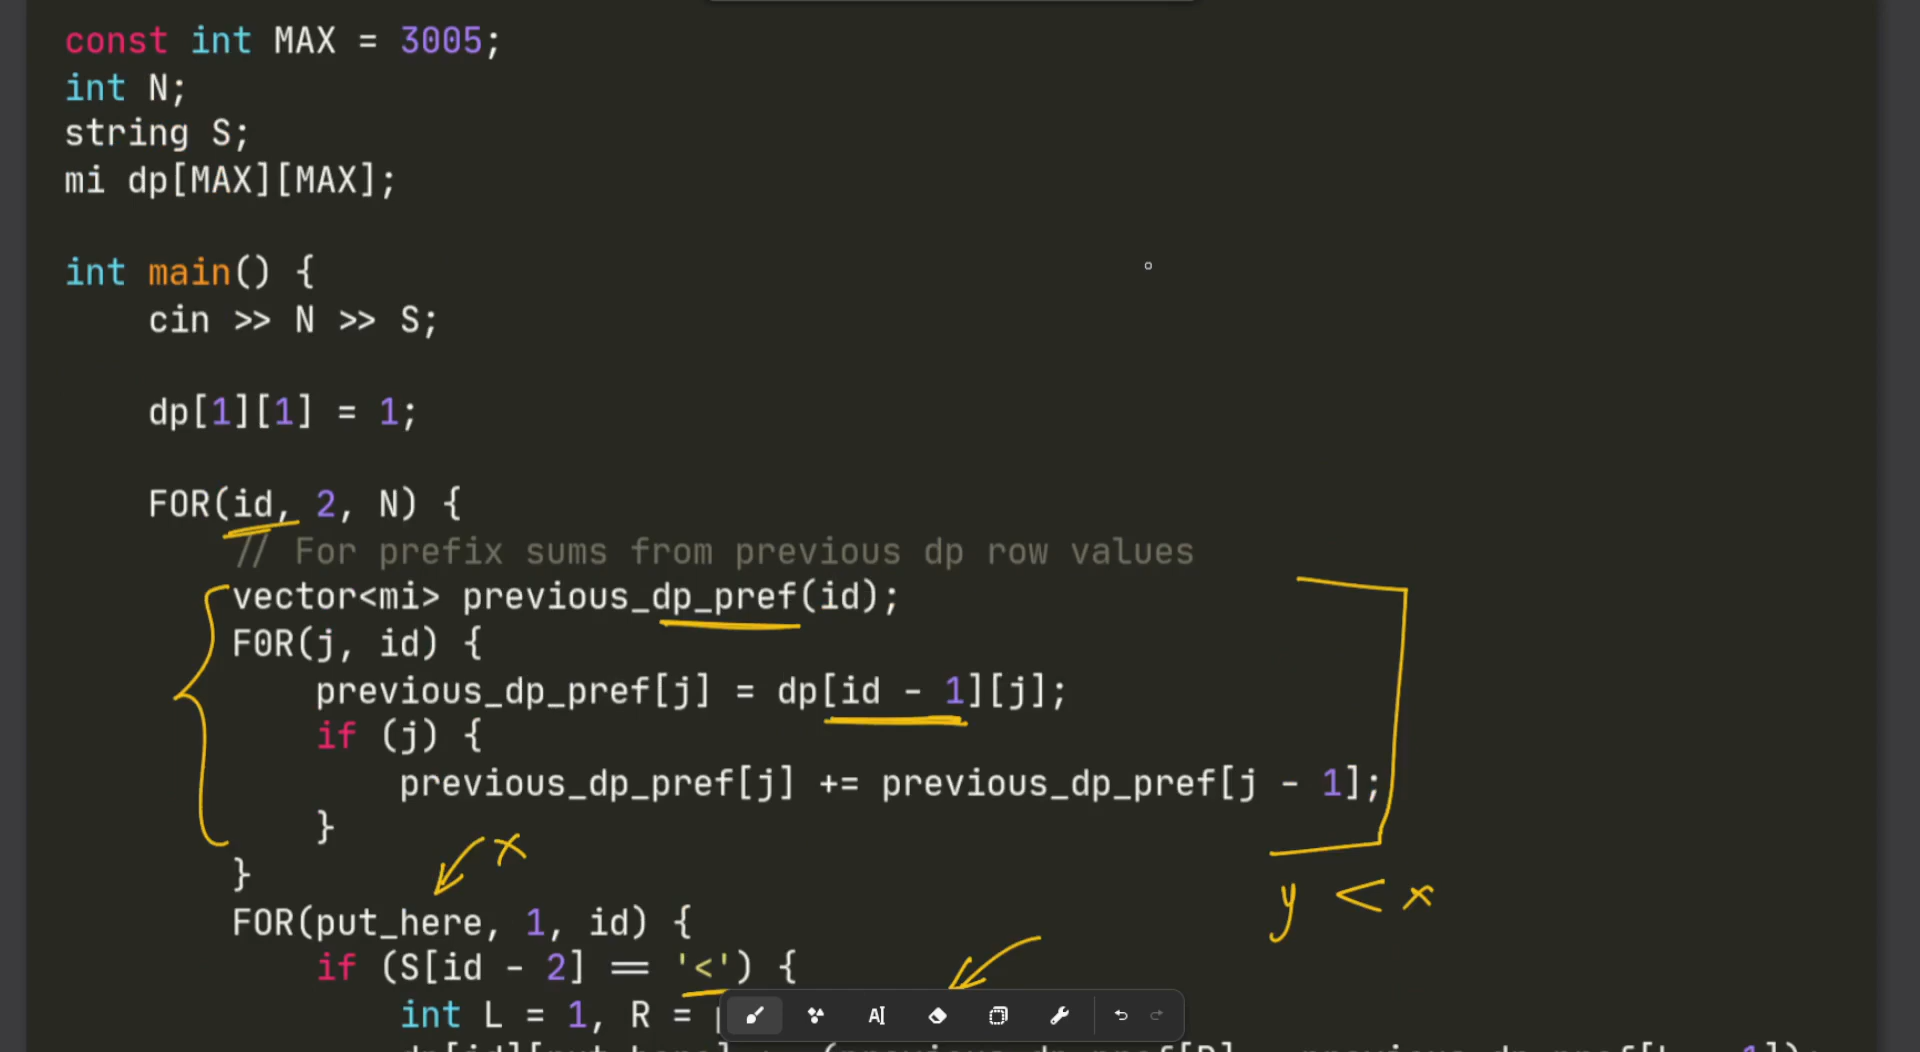 const int MAX = 3005;
int N;
string S;
mi dp[MAX][MAX];
int main() {
cin >> N >> S;
dp[1][1] = 1;
FOR(id, 2, N) {
// For prefix sums from previous dp row values
vector<mi> previous_dp_pref(id);
F0R(j, id) {
previous_dp_pref[j] = dp[id - 1][j];
if (j) {
previous_dp_pref[j] += previous_dp_pref[j - 1];
}
x
}
y < x
FOR(put_here, 1, id) {
if (S[id - 2] == '<') {
int L = 1, R =
AI